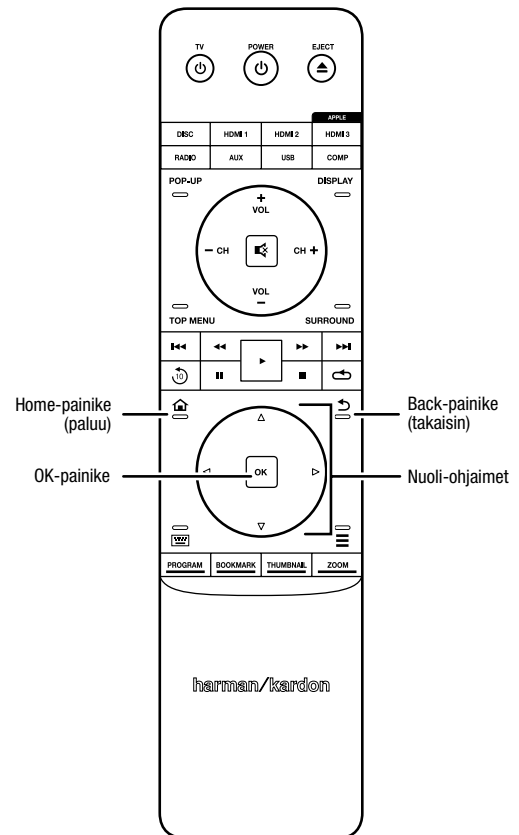 TV POWER EJECT
APPLE
DISC HDMI 1 HDMI 2 HDMI 3
RADIO AUX USB COMP
POP-UP DISPLAY
+
VOL
– CH CH +
VOL
–
TOP MENU SURROUND
10
Home-painike
(paluu)
Back-painike
(takaisin)
OK-painike
OK
Nuoli-ohjaimet
PROGRAM BOOKMARK THUMBNAIL ZOOM
harman/kardon